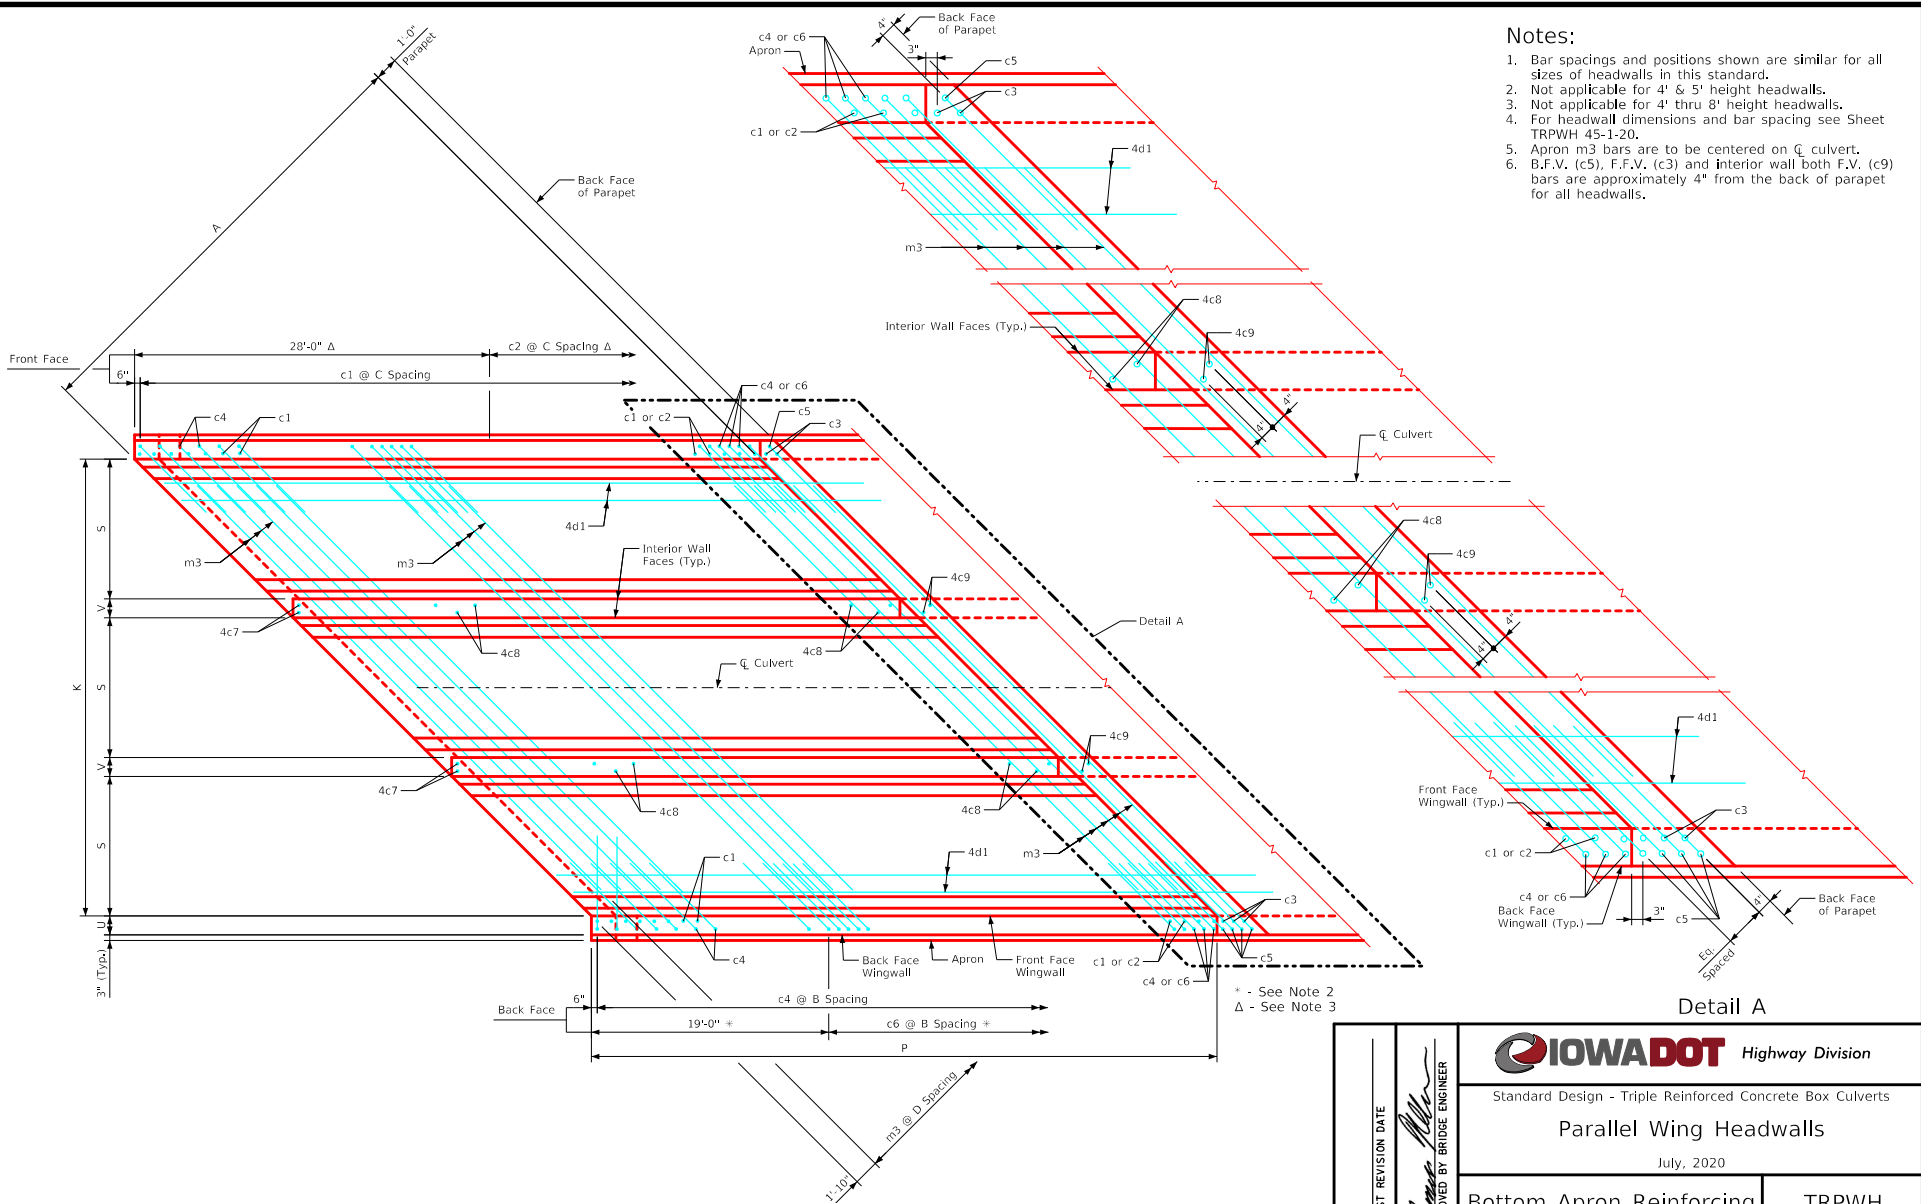 1'-0"
Parapet
Back Face
of Parapet
A
Front Face
28'-0" Δ
c2 @ C Spacing Δ
6"
c1 @ C Spacing
c4
c1
c1 or c2
c4 or c6
c5
c3
S
m3
m3
4d1
Interior Wall
Faces (Typ.)
V
4c7
4c8
4c8
4c9
Detail A
K
S
℄ Culvert
V
4c7
4c8
4c8
4c9
S
m3
4d1
c1
c3
U
3" (Typ.)
c4
Back Face
Wingwall
Apron
Front Face
Wingwall
c1 or c2
c4 or c6
c5
6"
c4 @ B Spacing
Back Face
19'-0" *
c6 @ B Spacing *
P
* - See Note 2
Δ - See Note 3
m3 @ D Spacing
1'-10"
4"
Back Face
of Parapet
c4 or c6
Apron
3"
c5
c3
c1 or c2
4d1
m3
4c8
Interior Wall Faces (Typ.)
4c9
4"
4"
℄ Culvert
4c8
4c9
4"
4"
4d1
Front Face
Wingwall (Typ.)
c3
c1 or c2
c4 or c6
Back Face
Wingwall (Typ.)
3"
c5
4"
Back Face
of Parapet
Eq.
Spaced
Detail A
Notes:
1. Bar spacings and positions shown are similar for all
sizes of headwalls in this standard.
2. Not applicable for 4' & 5' height headwalls.
3. Not applicable for 4' thru 8' height headwalls.
4. For headwall dimensions and bar spacing see Sheet
TRPWH 45-1-20.
5. Apron m3 bars are to be centered on ℄ culvert.
6. B.F.V. (c5), F.F.V. (c3) and interior wall both F.V. (c9)
bars are approximately 4" from the back of parapet
for all headwalls.
REVISION DATE
BY BRIDGE ENGINEER
IOWADOT Highway Division
Standard Design - Triple Reinforced Concrete Box Culverts
Parallel Wing Headwalls
July, 2020
Bottom Apron Reinforcing
TRPWH